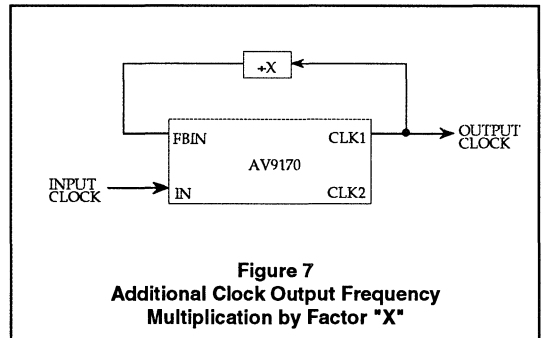 ÷X
FBIN
CLK1
OUTPUT
CLOCK
AV9170
INPUT
CLOCK
IN
CLK2
Figure 7
Additional Clock Output Frequency
Multiplication by Factor "X"